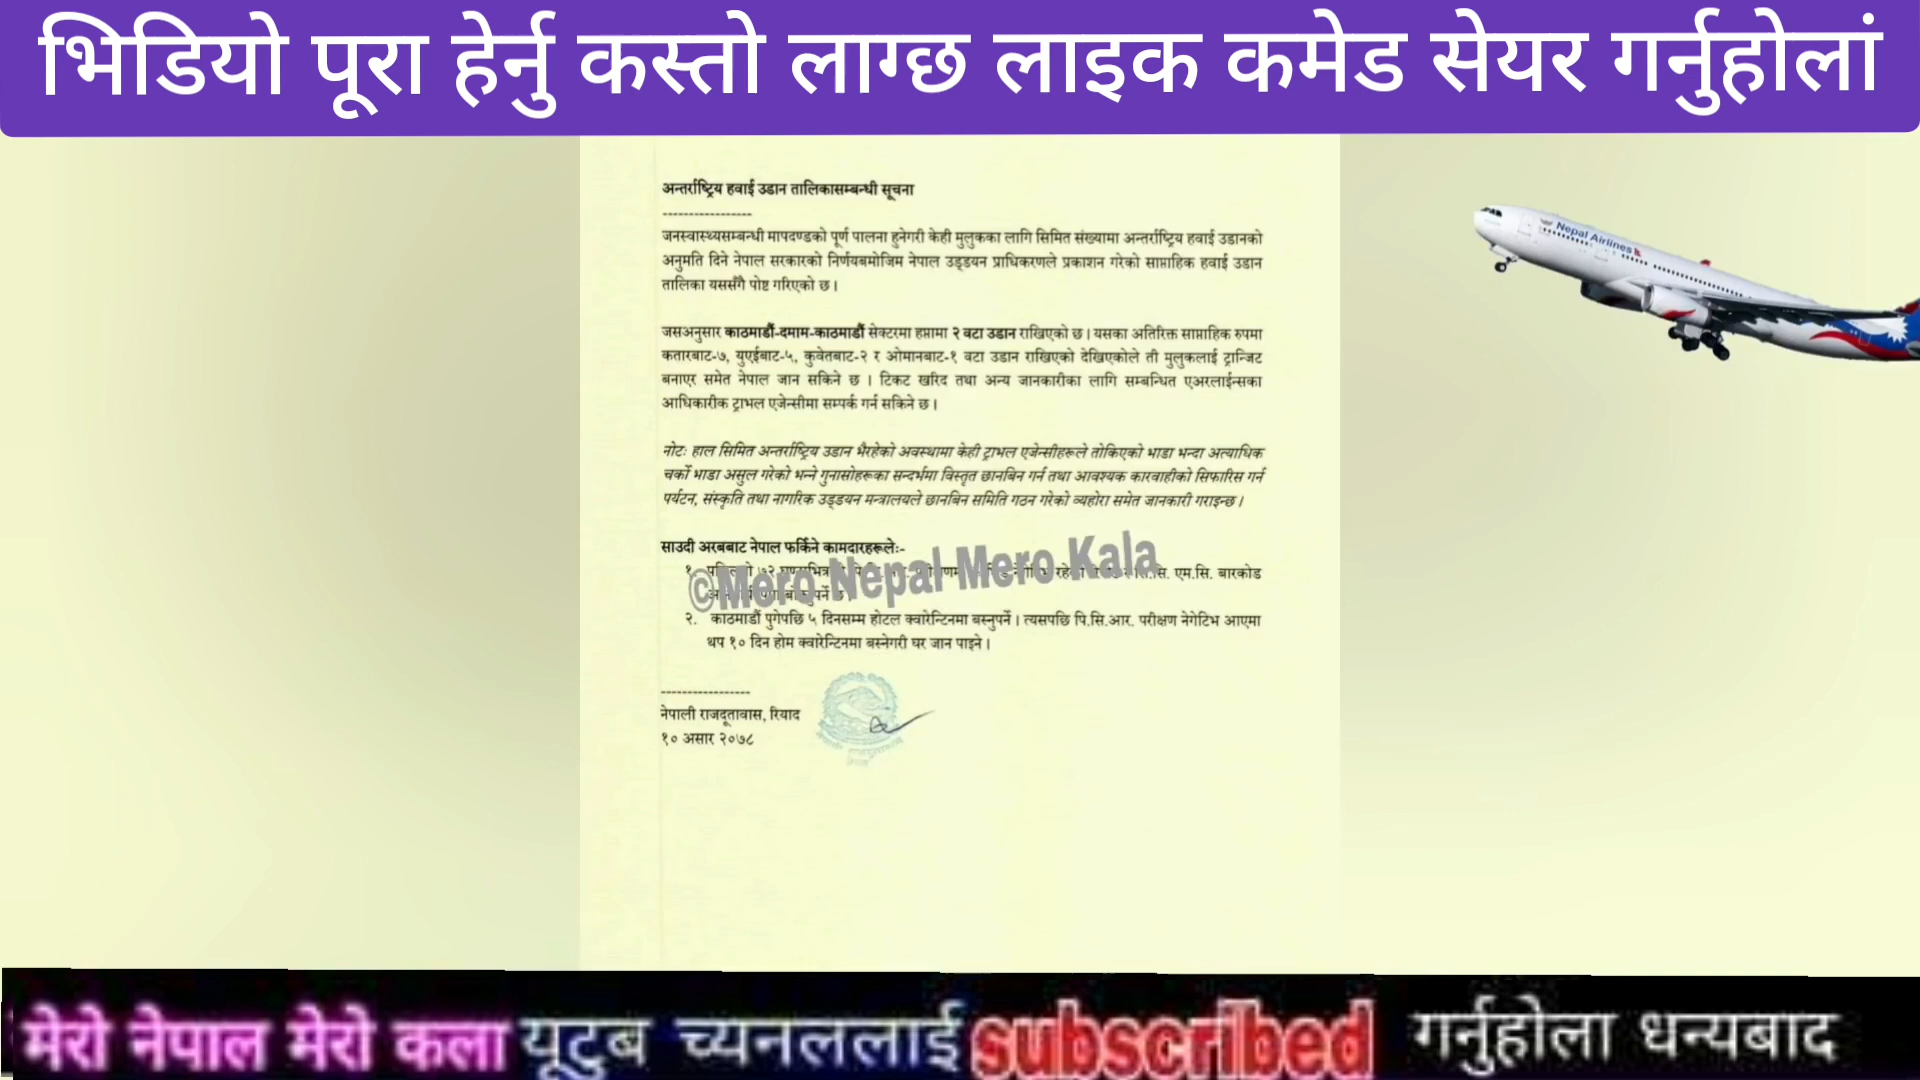 भिडियो पूरा हेर्नु कस्तो लाग्छ लाइक कमेड सेयर गर्नुहोलां
Nepal Airlines
अन्तर्राष्ट्रिय हवाई उडान तालिकासम्बन्धी सूचना
-----------------
जनस्वास्थ्यसम्बन्धी मापदण्डको पूर्ण पालना हुनेगरी केही मुलुकका लागि सिमित संख्यामा अन्तर्राष्ट्रिय हवाई उडानको
अनुमति दिने नेपाल सरकारको निर्णयबमोजिम नेपाल उड्डयन प्राधिकरणले प्रकाशन गरेको साप्ताहिक हवाई उडान
तालिका यससँगै पोष्ट गरिएको छ।
जसअनुसार काठमाडौं-दमाम-काठमाडौं सेक्टरमा हप्तामा २ वटा उडान राखिएको छ। यसका अतिरिक्त साप्ताहिक रुपमा
कतारबाट-७, युएईबाट-५, कुवेतबाट-२ र ओमानबाट-१ वटा उडान राखिएको देखिएकोले ती मुलुकलाई ट्रान्जिट
बनाएर समेत नेपाल जान सकिने छ । टिकट खरिद तथा अन्य जानकारीका लागि सम्बन्धित एअरलाईन्सका
आधिकारीक ट्राभल एजेन्सीमा सम्पर्क गर्न सकिने छ।
नोटः हाल सिमित अन्तर्राष्ट्रिय उडान भैरहेको अवस्थामा केही ट्राभल एजेन्सीहरूले तोकिएको भाडा भन्दा अत्याधिक
चर्को भाडा असुल गरेको भन्ने गुनासोहरूका सन्दर्भमा विस्तृत छानबिन गर्न तथा आवश्यक कारवाहीको सिफारिस गर्न
पर्यटन, संस्कृति तथा नागरिक उड्डयन मन्त्रालयले छानबिन समिति गठन गरेको व्यहोरा समेत जानकारी गराइन्छ।
साउदी अरबबाट नेपाल फर्किने कामदारहरूलेः-
१. ७२ एम.सि. बारकोड
©Mero Nepal Mero Kala
२. काठमाडौं पुगेपछि ५ दिनसम्म होटल क्वारेन्टिनमा बस्नुपर्ने। त्यसपछि पि.सि.आर. परीक्षण नेगेटिभ आएमा
थप १० दिन होम क्वारेन्टिनमा बस्नेगरी घर जान पाइने।
-----------------
नेपाली राजदूतावास, रियाद
१० असार २०७८
मेरो नेपाल मेरो कला यूटुब च्यनललाई subscribed गर्नुहोला धन्यबाद